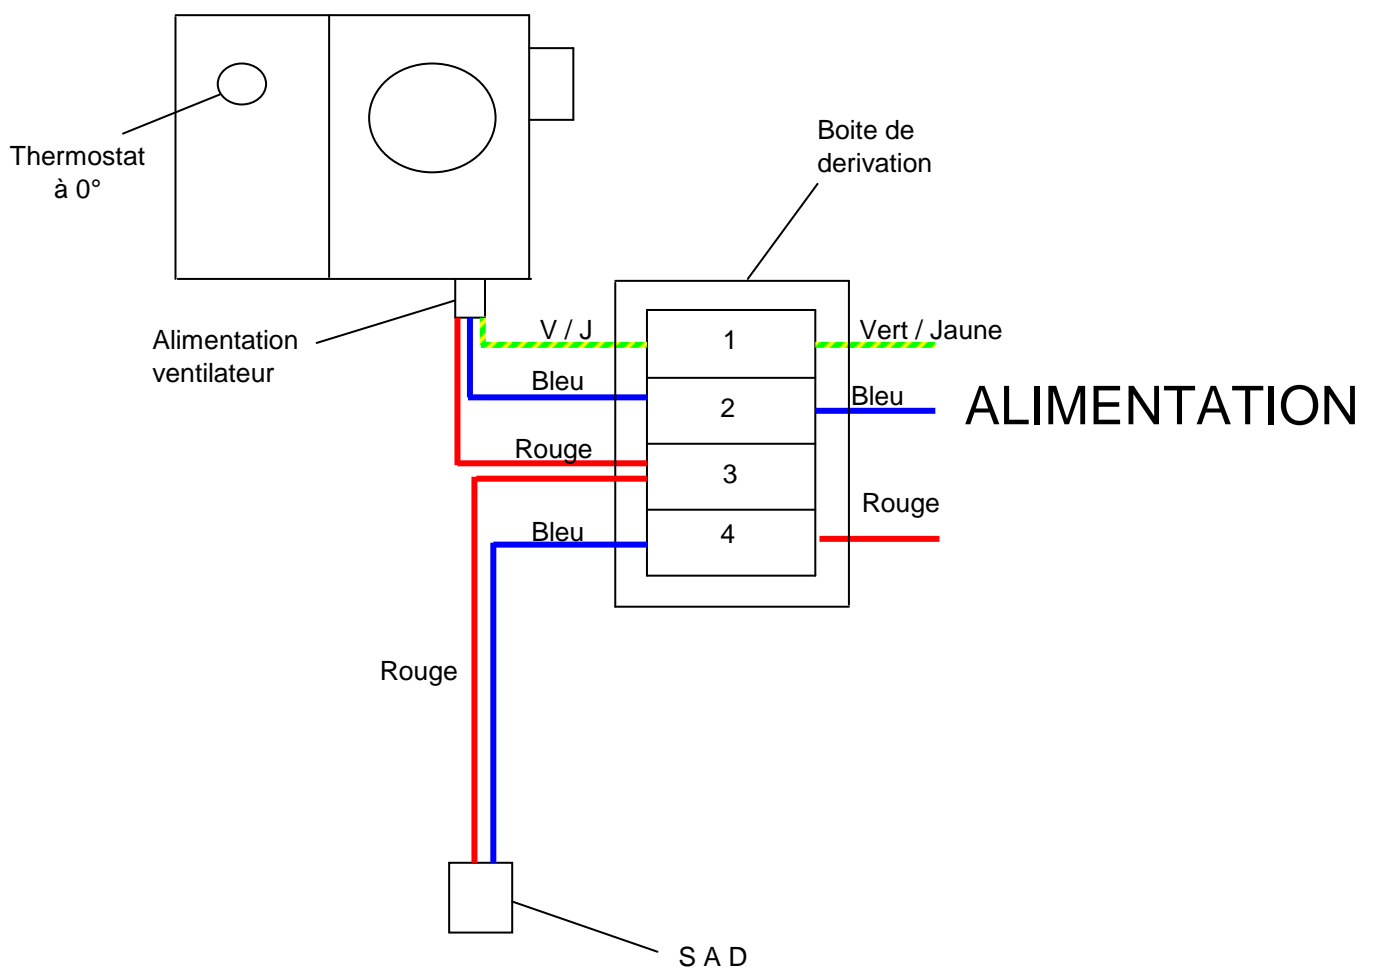 Thermostat
à 0°
Boite de
derivation
Alimentation
ventilateur
V / J
1
Vert / Jaune
Bleu
2
Bleu
ALIMENTATION
Rouge
3
Rouge
Bleu
4
Rouge
S A D